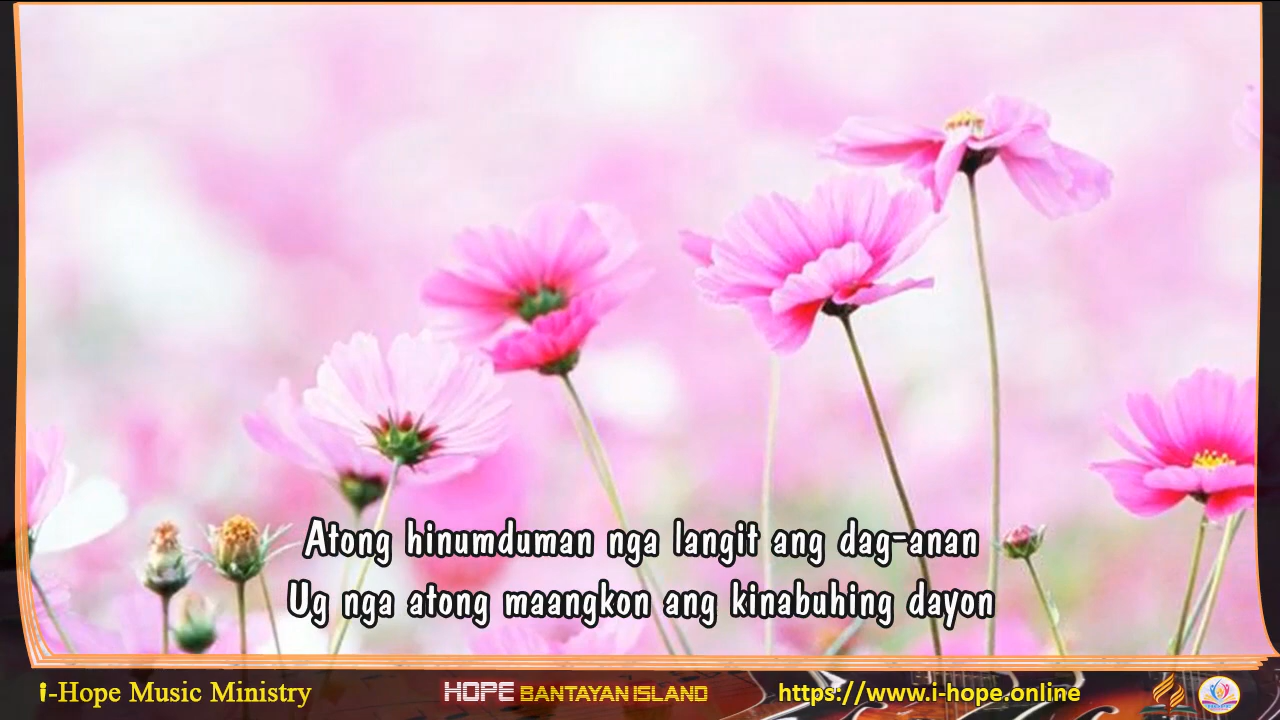 Atong hinumduman nga langit ang dag-anan
Ug nga atong maangkon ang kinabuhing dayon
i-Hope Music Ministry
HOPE BANTAYAN ISLAND
https://www.i-hope.online